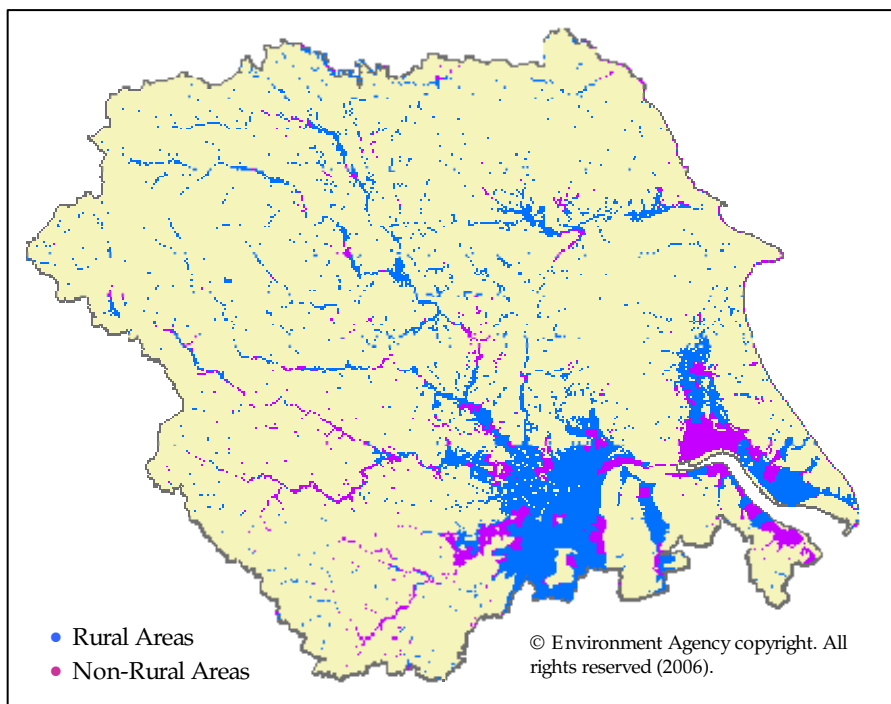 Rural Areas
Non-Rural Areas
© Environment Agency copyright. All
rights reserved (2006).